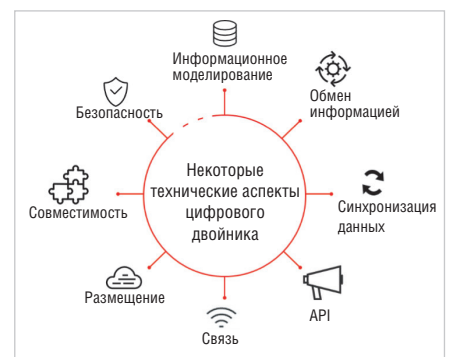 Информационное
моделирование
Обмен
информацией
Безопасность
Некоторые
технические аспекты
цифрового
двойника
Совместимость
Синхронизация
данных
Размещение
API
Связь